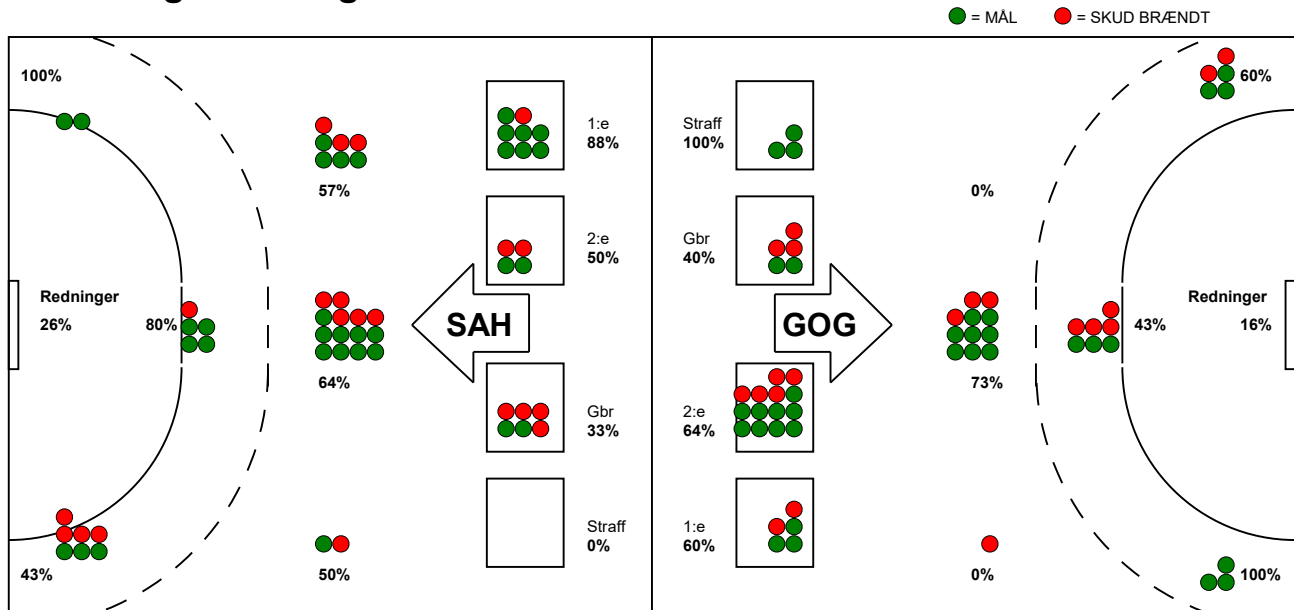 = MÅL
= SKUD BRÆNDT
100%
57%
1:e
88%
2:e
50%
Redninger
26%
80%
64%
SAH
Gbr
33%
Straff
0%
43%
50%
Straff
100%
Gbr
40%
GOG
2:e
64%
1:e
60%
60%
0%
73%
43%
Redninger
16%
0%
100%